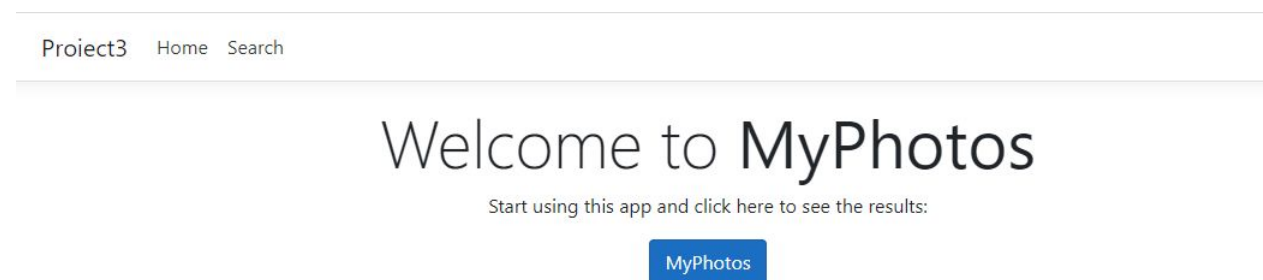 Proiect3 Home Search
Welcome to MyPhotos
Start using this app and click here to see the results:
MyPhotos